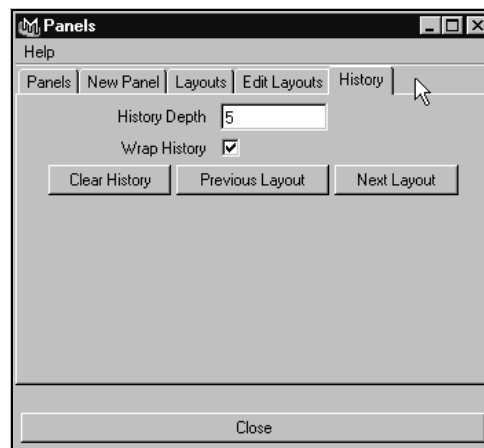 Panels
Help
Panels New Panel Layouts Edit Layouts History
History Depth 5
Wrap History
Clear History Previous Layout Next Layout
Close